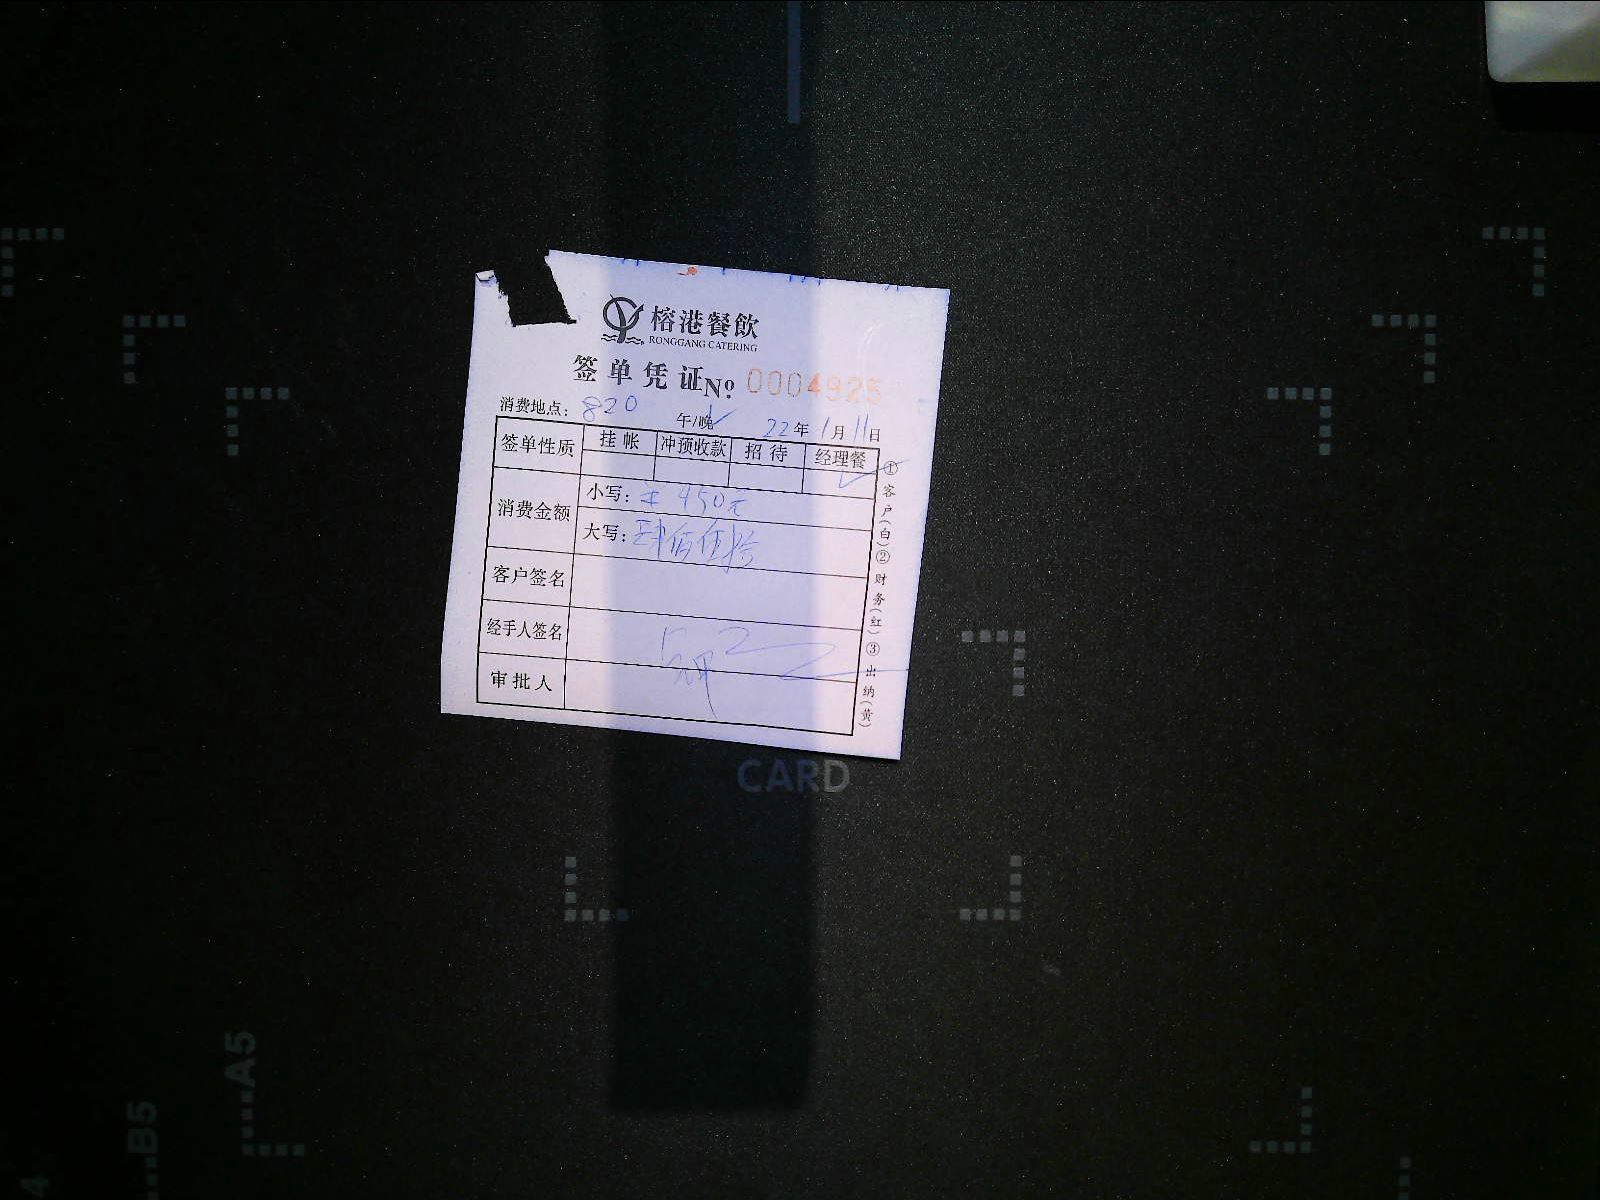 榕港餐飲
RONGGANG CATERING
签单凭证 No: 0004925
消费地点: 820 午/晚 22年1月11日
签单性质 挂帐 冲预收款 招待 经理餐
消费金额 小写: 450元
大写: 肆佰伍拾
客户签名
经手人签名
审批人
①客户(白)②财务(红)③出纳(黄)
CARD
A5
B5
4